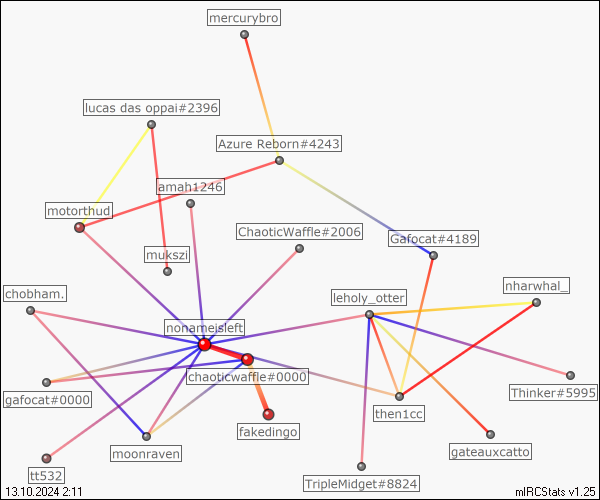 mercurybro
lucas das oppai#2396
Azure Reborn#4243
amah1246
motorthud
ChaoticWaffle#2006
Gafocat#4189
mukszi
nharwhal_
chobham.
leholy_otter
nonameisleft
chaoticwaffle#0000
gafocat#0000
Thinker#5995
then1cc
fakedingo
moonraven
gateauxcatto
tt532
TripleMidget#8824
13.10.2024 2:11
mIRCStats v1.25